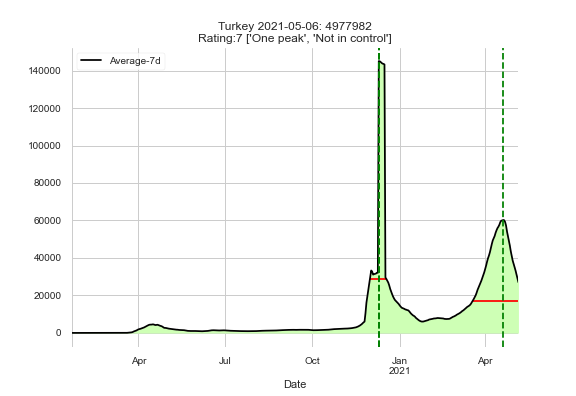 Turkey 2021-05-06: 4977982
Rating:7 ['One peak', 'Not in control']
Average-7d
140000
120000
100000
80000
60000
40000
20000
0
Apr
Jul
Oct
Jan
2021
Apr
Date